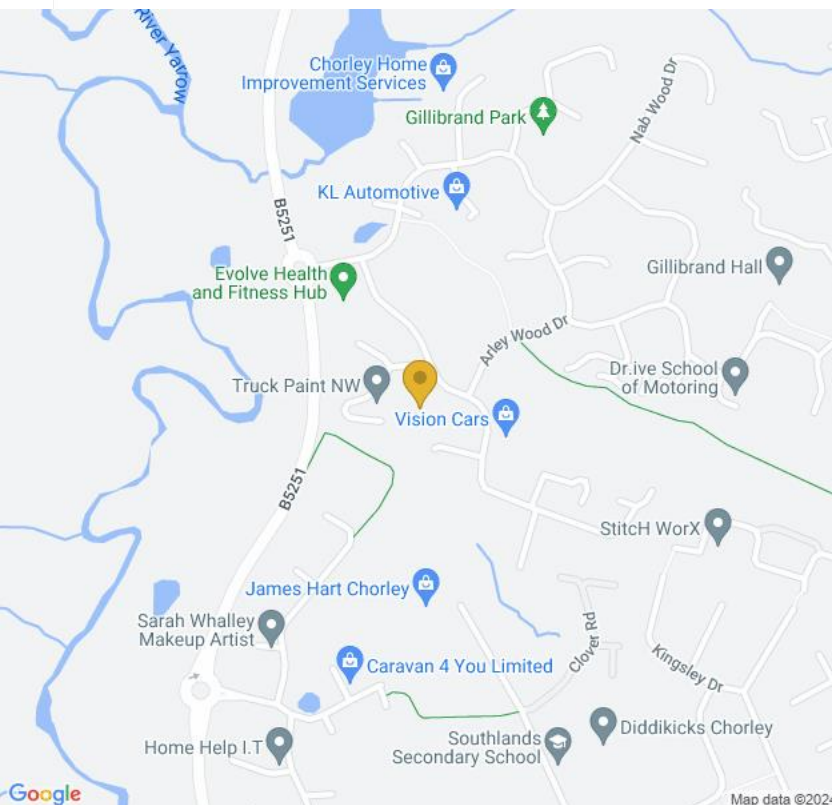 River Yarrow
Chorley Home
Improvement Services
Gillibrand Park
Nab Wood Dr
KL Automotive
B5251
Evolve Health
and Fitness Hub
Gillibrand Hall
Arley Wood Dr
Truck Paint NW
Dr.ive School
of Motoring
Vision Cars
B5251
StitcH WorX
James Hart Chorley
Sarah Whalley
Makeup Artist
Clover Rd
Caravan 4 You Limited
Kingsley Dr
Home Help I.T
Southlands
Secondary School
Diddikicks Chorley
Google
Map data ©2024